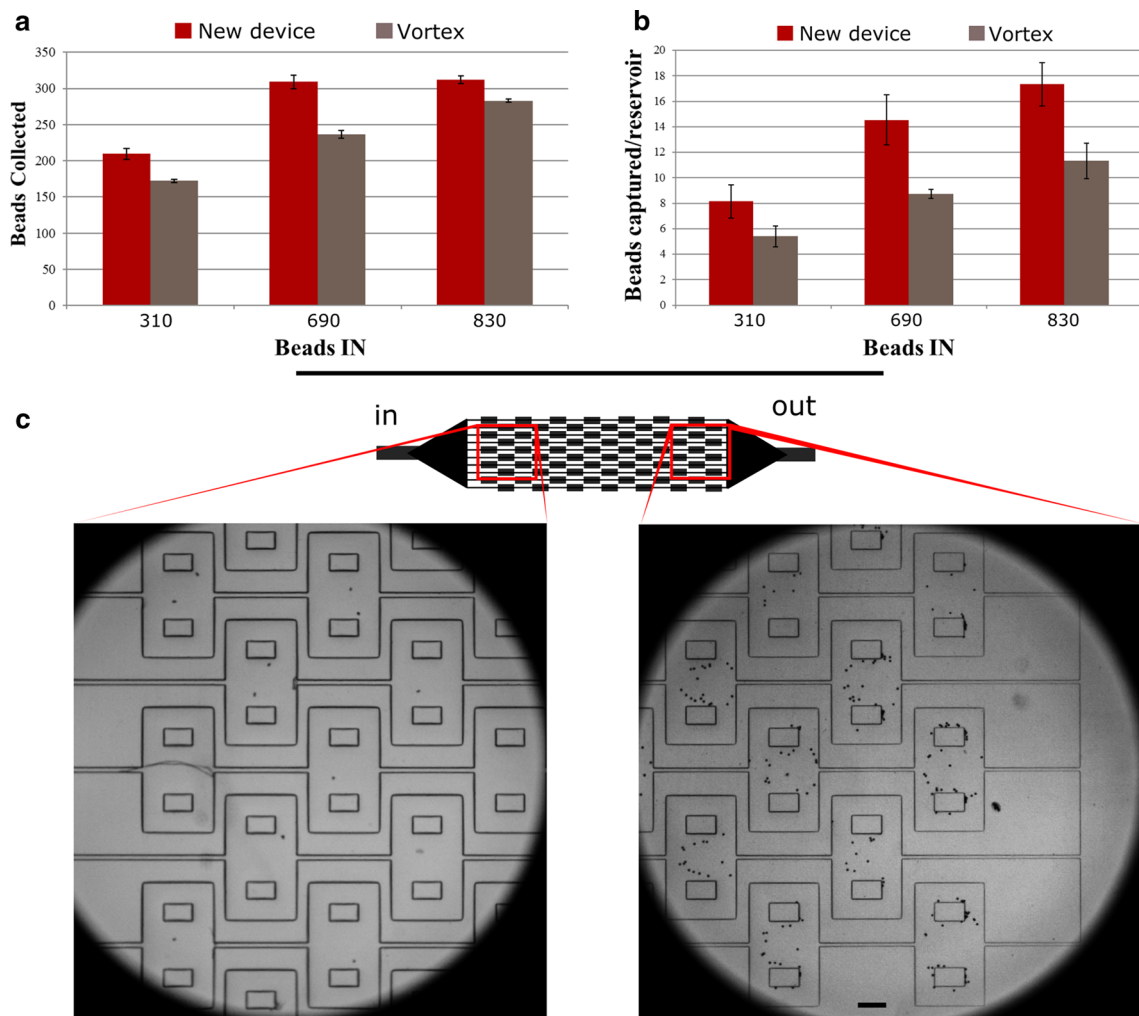 a
New device Vortex
Beads Collected
350
300
250
200
150
100
50
0
310 690 830
Beads IN
b
New device Vortex
Beads captured/reservoir
20
18
16
14
12
10
8
6
4
2
0
310 690 830
Beads IN
c
in
out